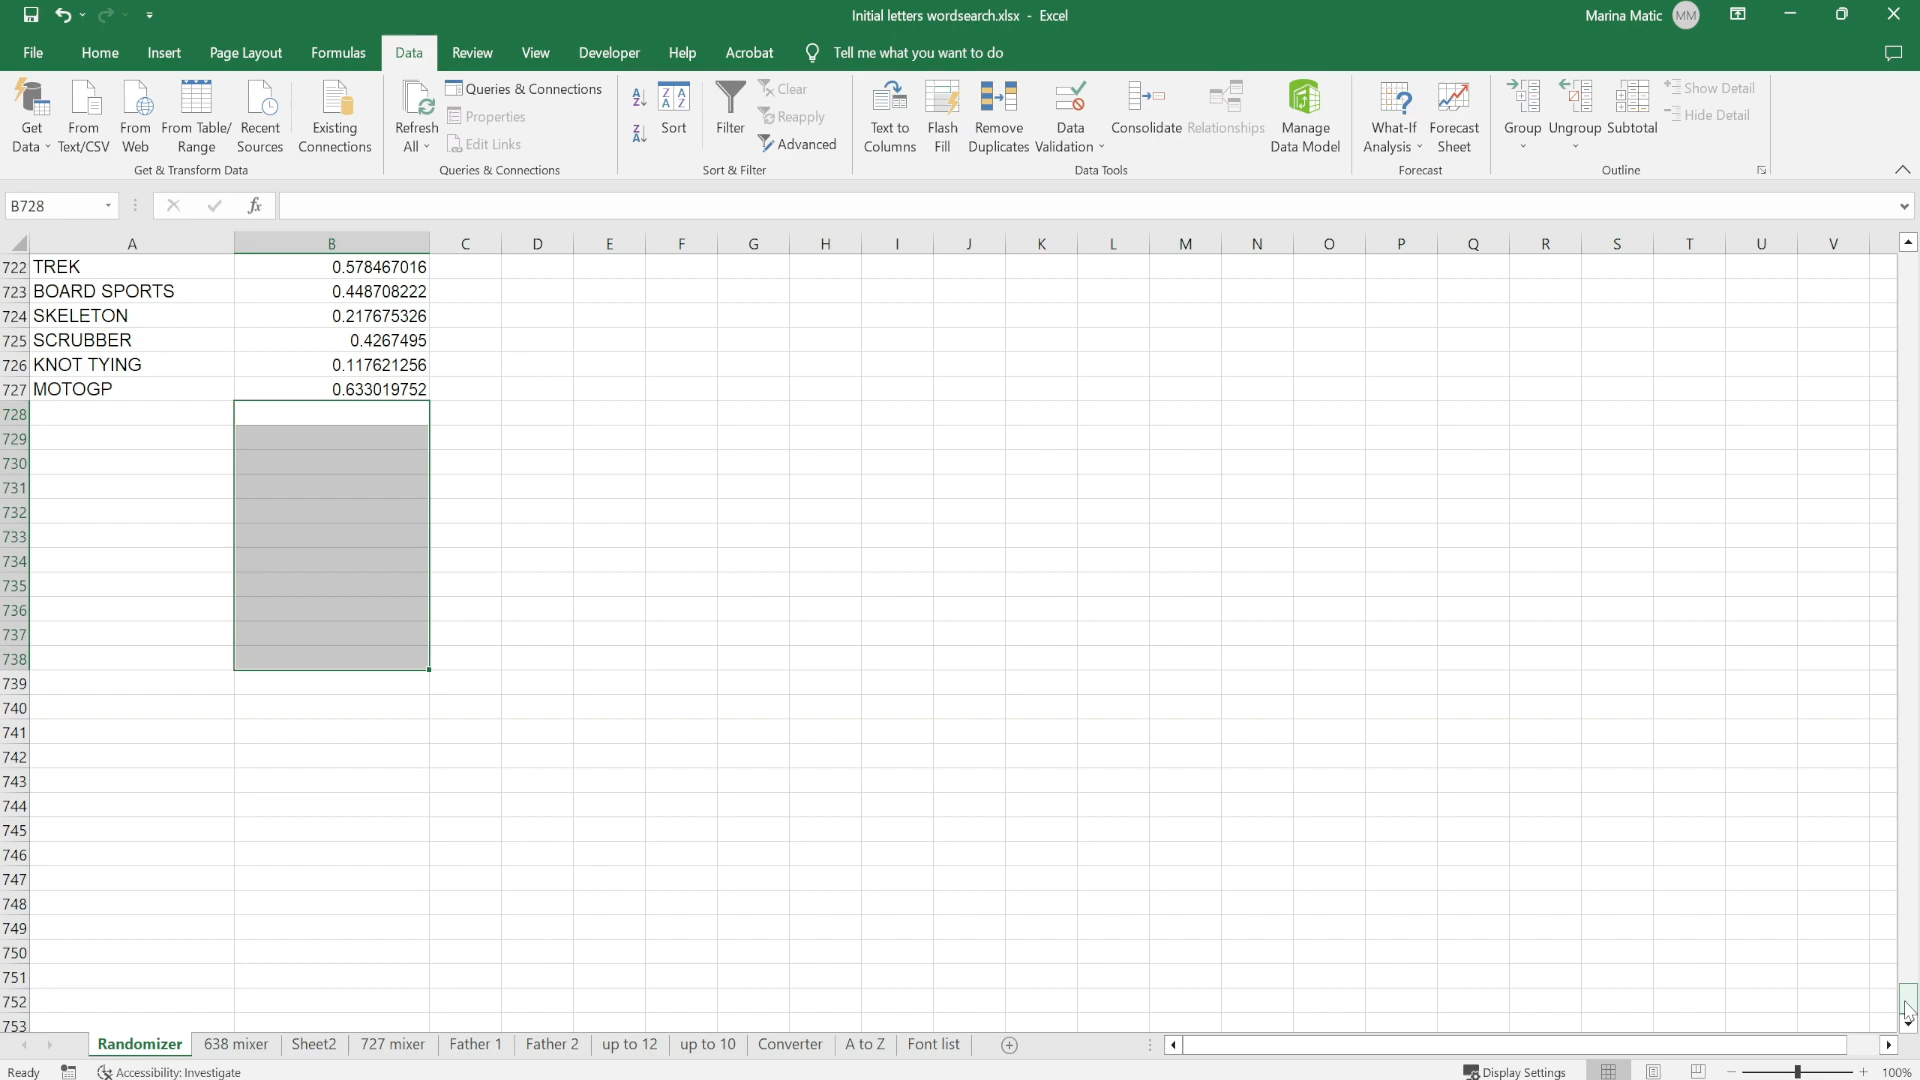 Initial letters wordsearch.xlsx - Excel
Marina Matic MM
File Home Insert Page Layout Formulas Data Review View Developer Help Acrobat Tell me what you want to do
Get Data
From Text/CSV
From Web
From Table/ Range
Recent Sources
Existing Connections
Get & Transform Data
Refresh All
Queries & Connections
Properties
Edit Links
Queries & Connections
Sort
Filter
Clear
Reapply
Advanced
Sort & Filter
Text to Columns
Flash Fill
Remove Duplicates
Data Validation
Consolidate
Relationships
Manage Data Model
Data Tools
What-If Analysis
Forecast Sheet
Forecast
Group
Ungroup
Subtotal
Show Detail
Hide Detail
Outline
B728
fx
A B C D E F G H I J K L M N O P Q R S T U V
722 TREK 0.578467016
723 BOARD SPORTS 0.448708222
724 SKELETON 0.217675326
725 SCRUBBER 0.4267495
726 KNOT TYING 0.117621256
727 MOTOGP 0.633019752
728
729
730
731
732
733
734
735
736
737
738
739
740
741
742
743
744
745
746
747
748
749
750
751
752
753
Randomizer 638 mixer Sheet2 727 mixer Father 1 Father 2 up to 12 up to 10 Converter A to Z Font list
Ready Accessibility: Investigate Display Settings 100%